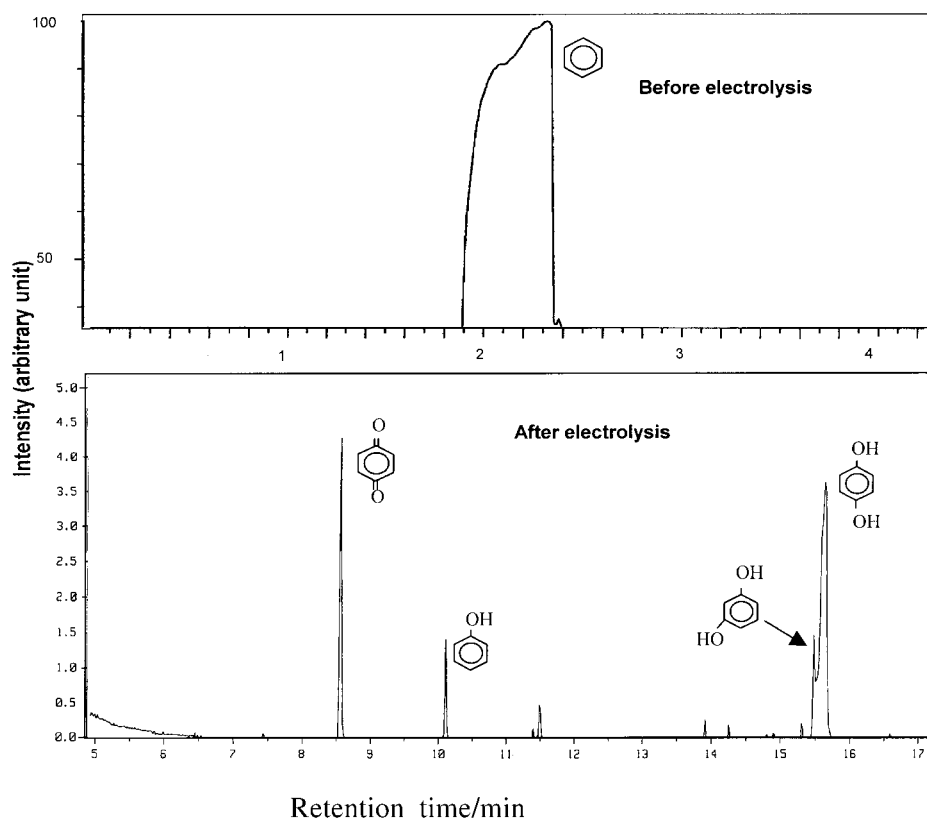 100
Before electrolysis
50
1 2 3 4
Intensity (arbitrary unit)
5.0
After electrolysis
4.5
4.0
3.5
3.0
2.5
2.0
1.5
1.0
0.5
0.0
O
O
OH
OH
HO
OH
OH
5 6 7 8 9 10 11 12 13 14 15 16 17
Retention time/min